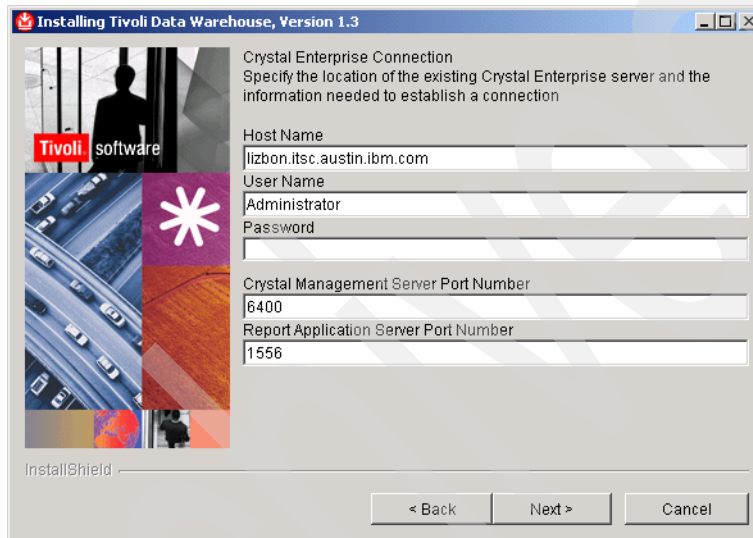 Installing Tivoli Data Warehouse, Version 1.3
Crystal Enterprise Connection
Specify the location of the existing Crystal Enterprise server and the
information needed to establish a connection
Tivoli software
Host Name
lizbon.itsc.austin.ibm.com
User Name
Administrator
Password
Crystal Management Server Port Number
6400
Report Application Server Port Number
1556
InstallShield
< Back
Next >
Cancel